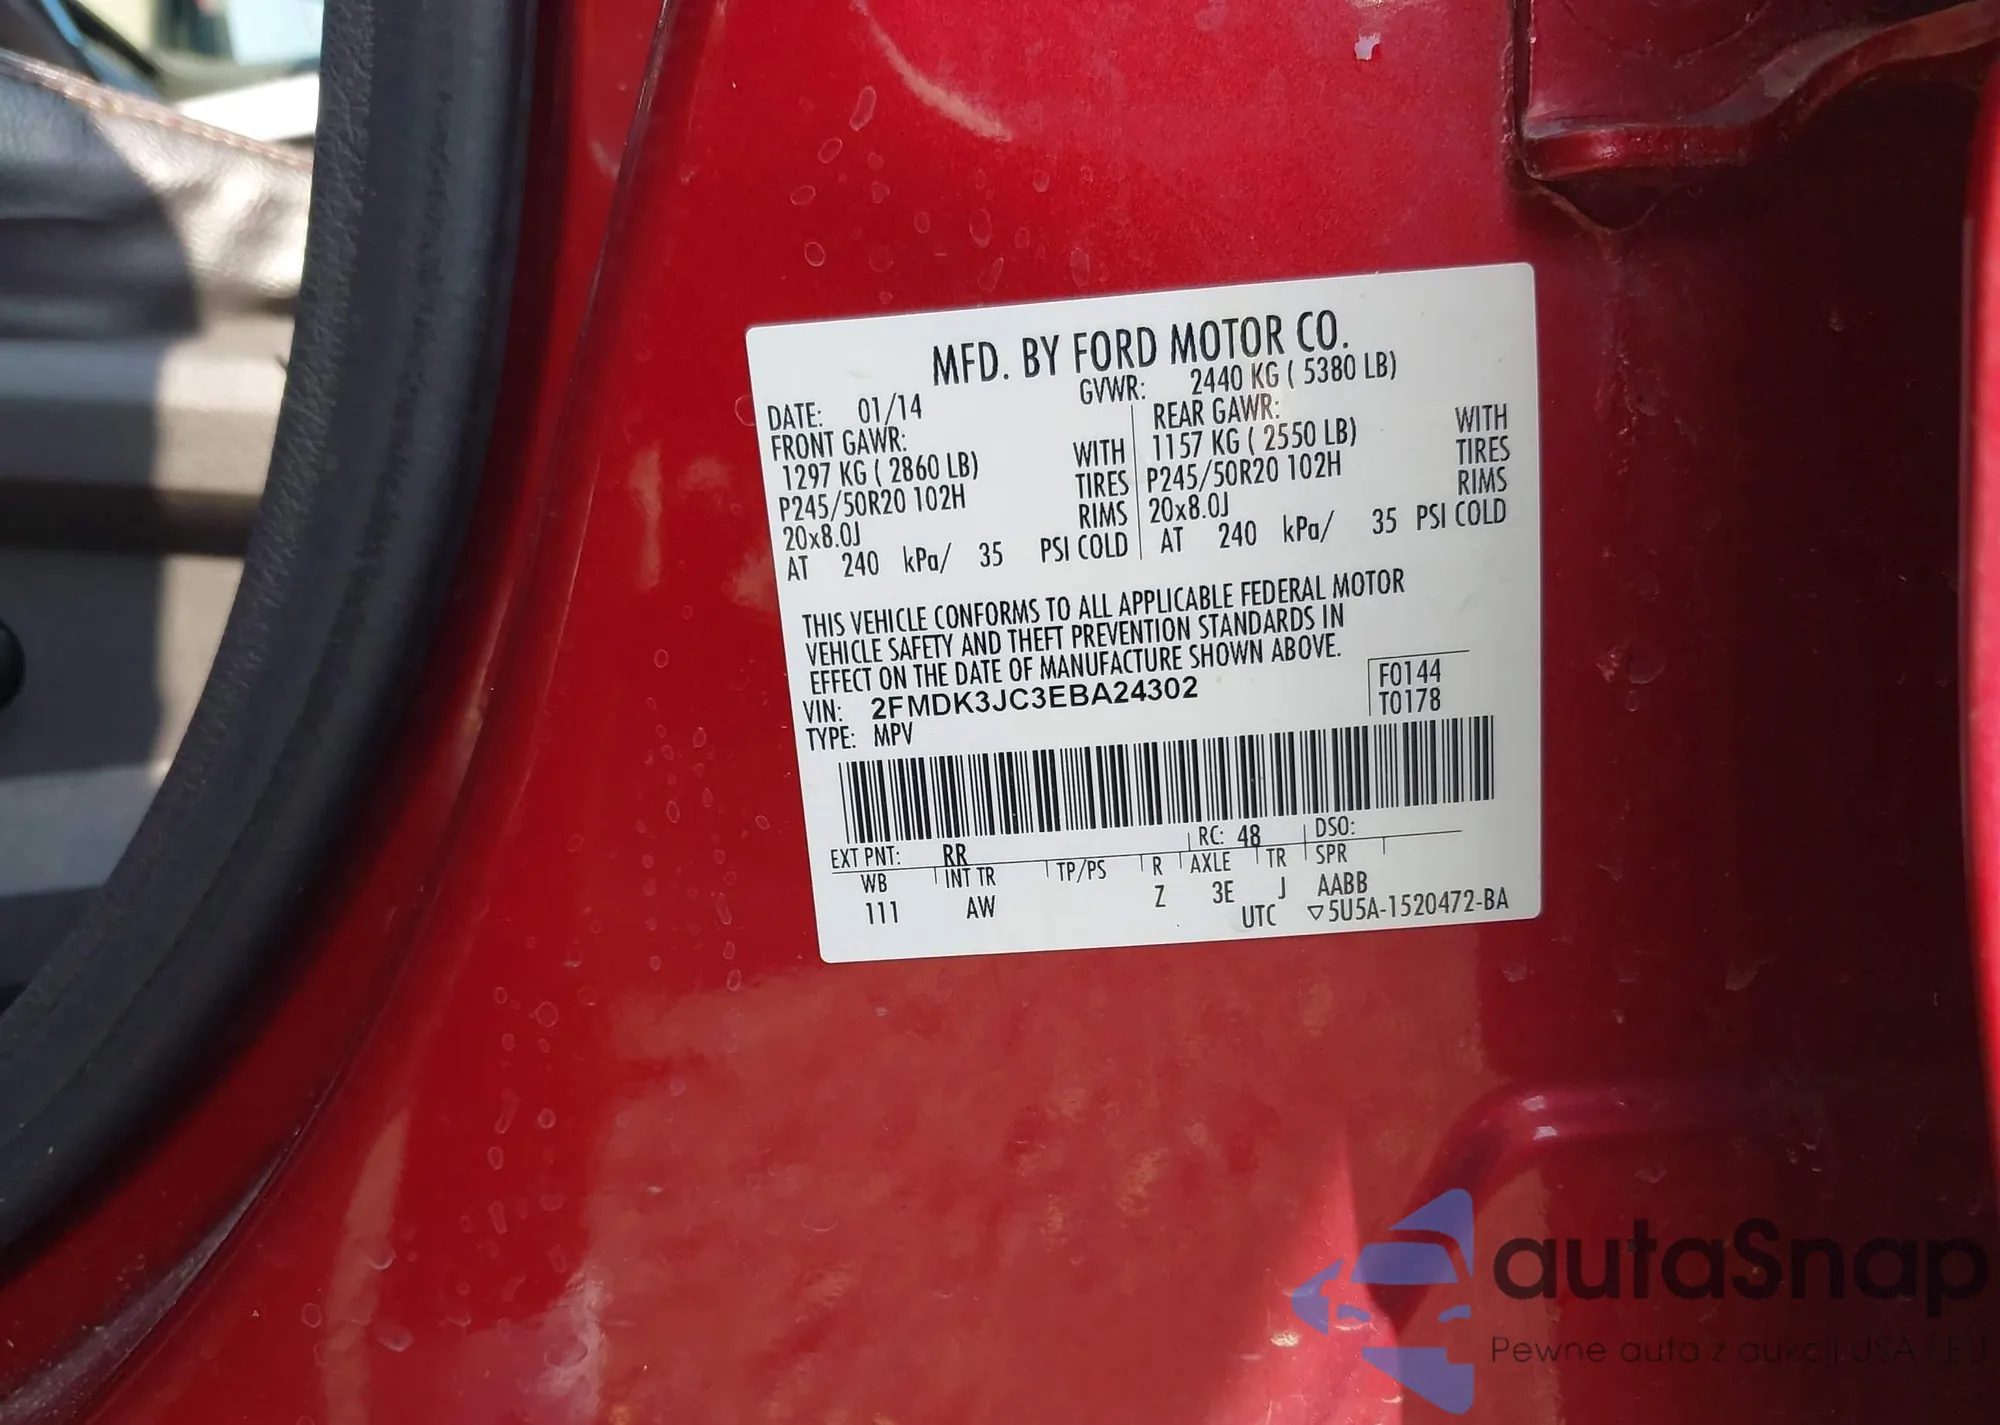 MFD. BY FORD MOTOR CO.
DATE: 01/14 GVWR: 2440 KG ( 5380 LB)
FRONT GAWR: REAR GAWR:
1297 KG ( 2860 LB) WITH 1157 KG ( 2550 LB) WITH
P245/50R20 102H TIRES P245/50R20 102H TIRES
20x8.0J RIMS 20x8.0J RIMS
AT 240 kPa/ 35 PSI COLD AT 240 kPa/ 35 PSI COLD
THIS VEHICLE CONFORMS TO ALL APPLICABLE FEDERAL MOTOR
VEHICLE SAFETY AND THEFT PREVENTION STANDARDS IN
EFFECT ON THE DATE OF MANUFACTURE SHOWN ABOVE.
VIN: 2FMDK3JC3EBA24302 F0144
TYPE: MPV T0178
EXT PNT: RR RC: 48 DSO:
WB INT TR TP/PS R AXLE TR SPR
111 AW Z 3E J AABB
UTC ▽5U5A-1520472-BA
autaSnap
Pewne auta z aukcji USA i EU